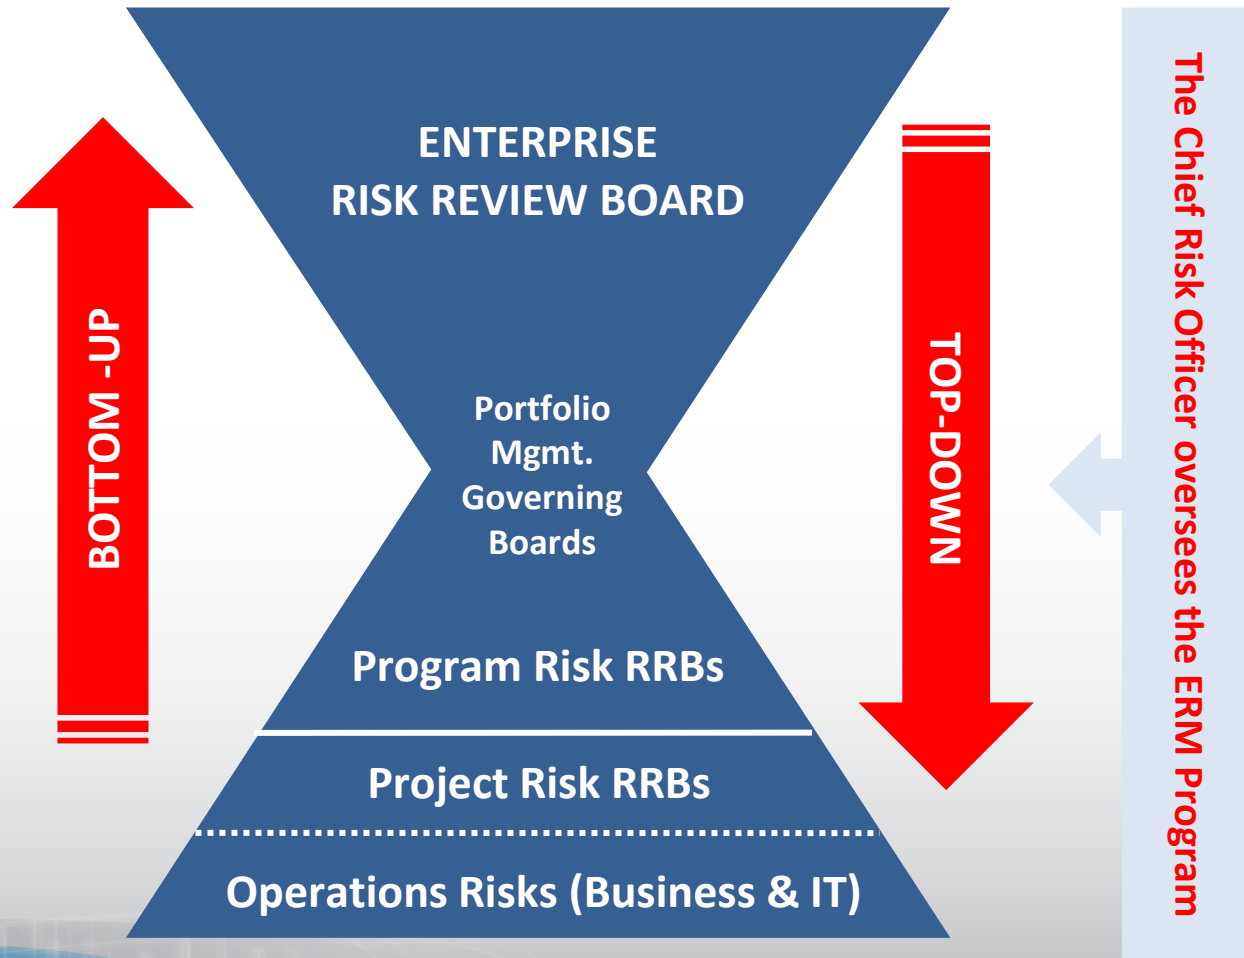 ENTERPRISE
RISK REVIEW BOARD
BOTTOM -UP
TOP-DOWN
Portfolio
Mgmt.
Governing
Boards
Program Risk RRBs
Project Risk RRBs
Operations Risks (Business & IT)
The Chief Risk Officer oversees the ERM Program